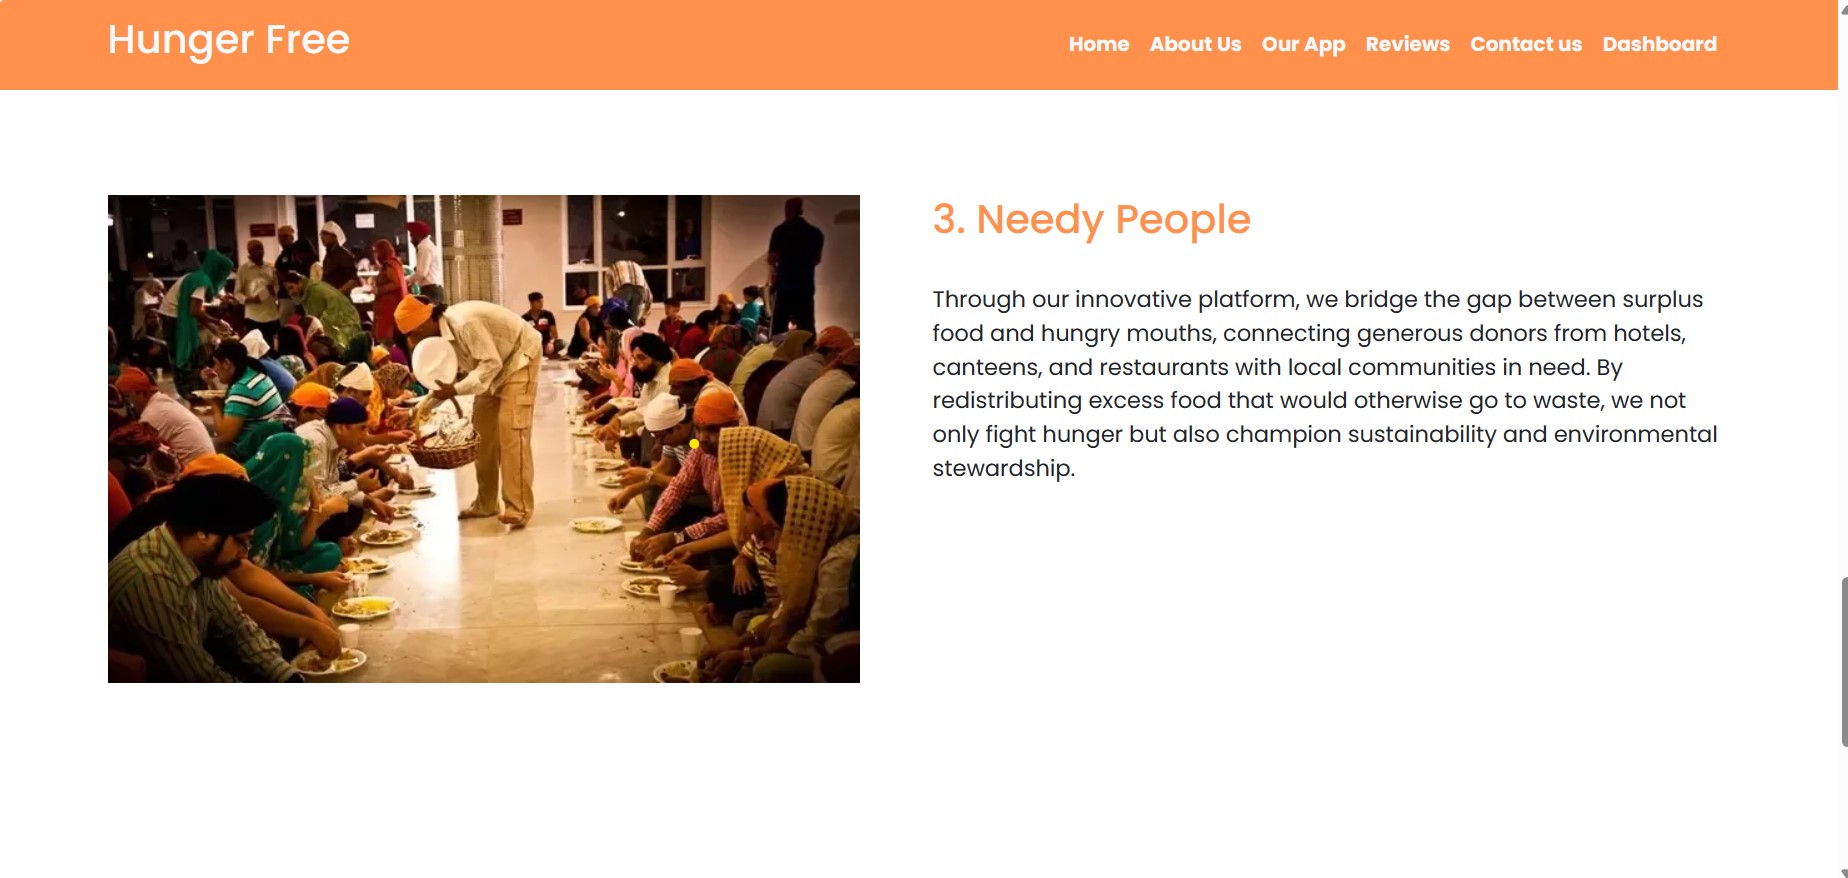 Hunger Free
Home About Us Our App Reviews Contact us Dashboard
3. Needy People
Through our innovative platform, we bridge the gap between surplus
food and hungry mouths, connecting generous donors from hotels,
canteens, and restaurants with local communities in need. By
redistributing excess food that would otherwise go to waste, we not
only fight hunger but also champion sustainability and environmental
stewardship.